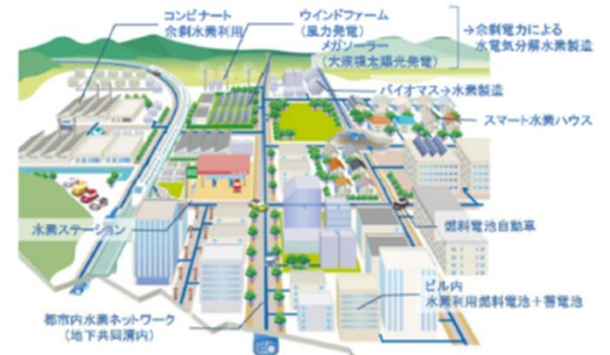 コンビナート
余剰水素利用
ウインドファーム
(風力発電)
メガソーラー
(大規模太陽光発電)
→余剰電力による
水電気分解水素製造
バイオマス→水素製造
スマート水素ハウス
水素ステーション
燃料電池自動車
ビル内
水素利用燃料電池+蓄電池
都市内水素ネットワーク
(地下共同溝内)